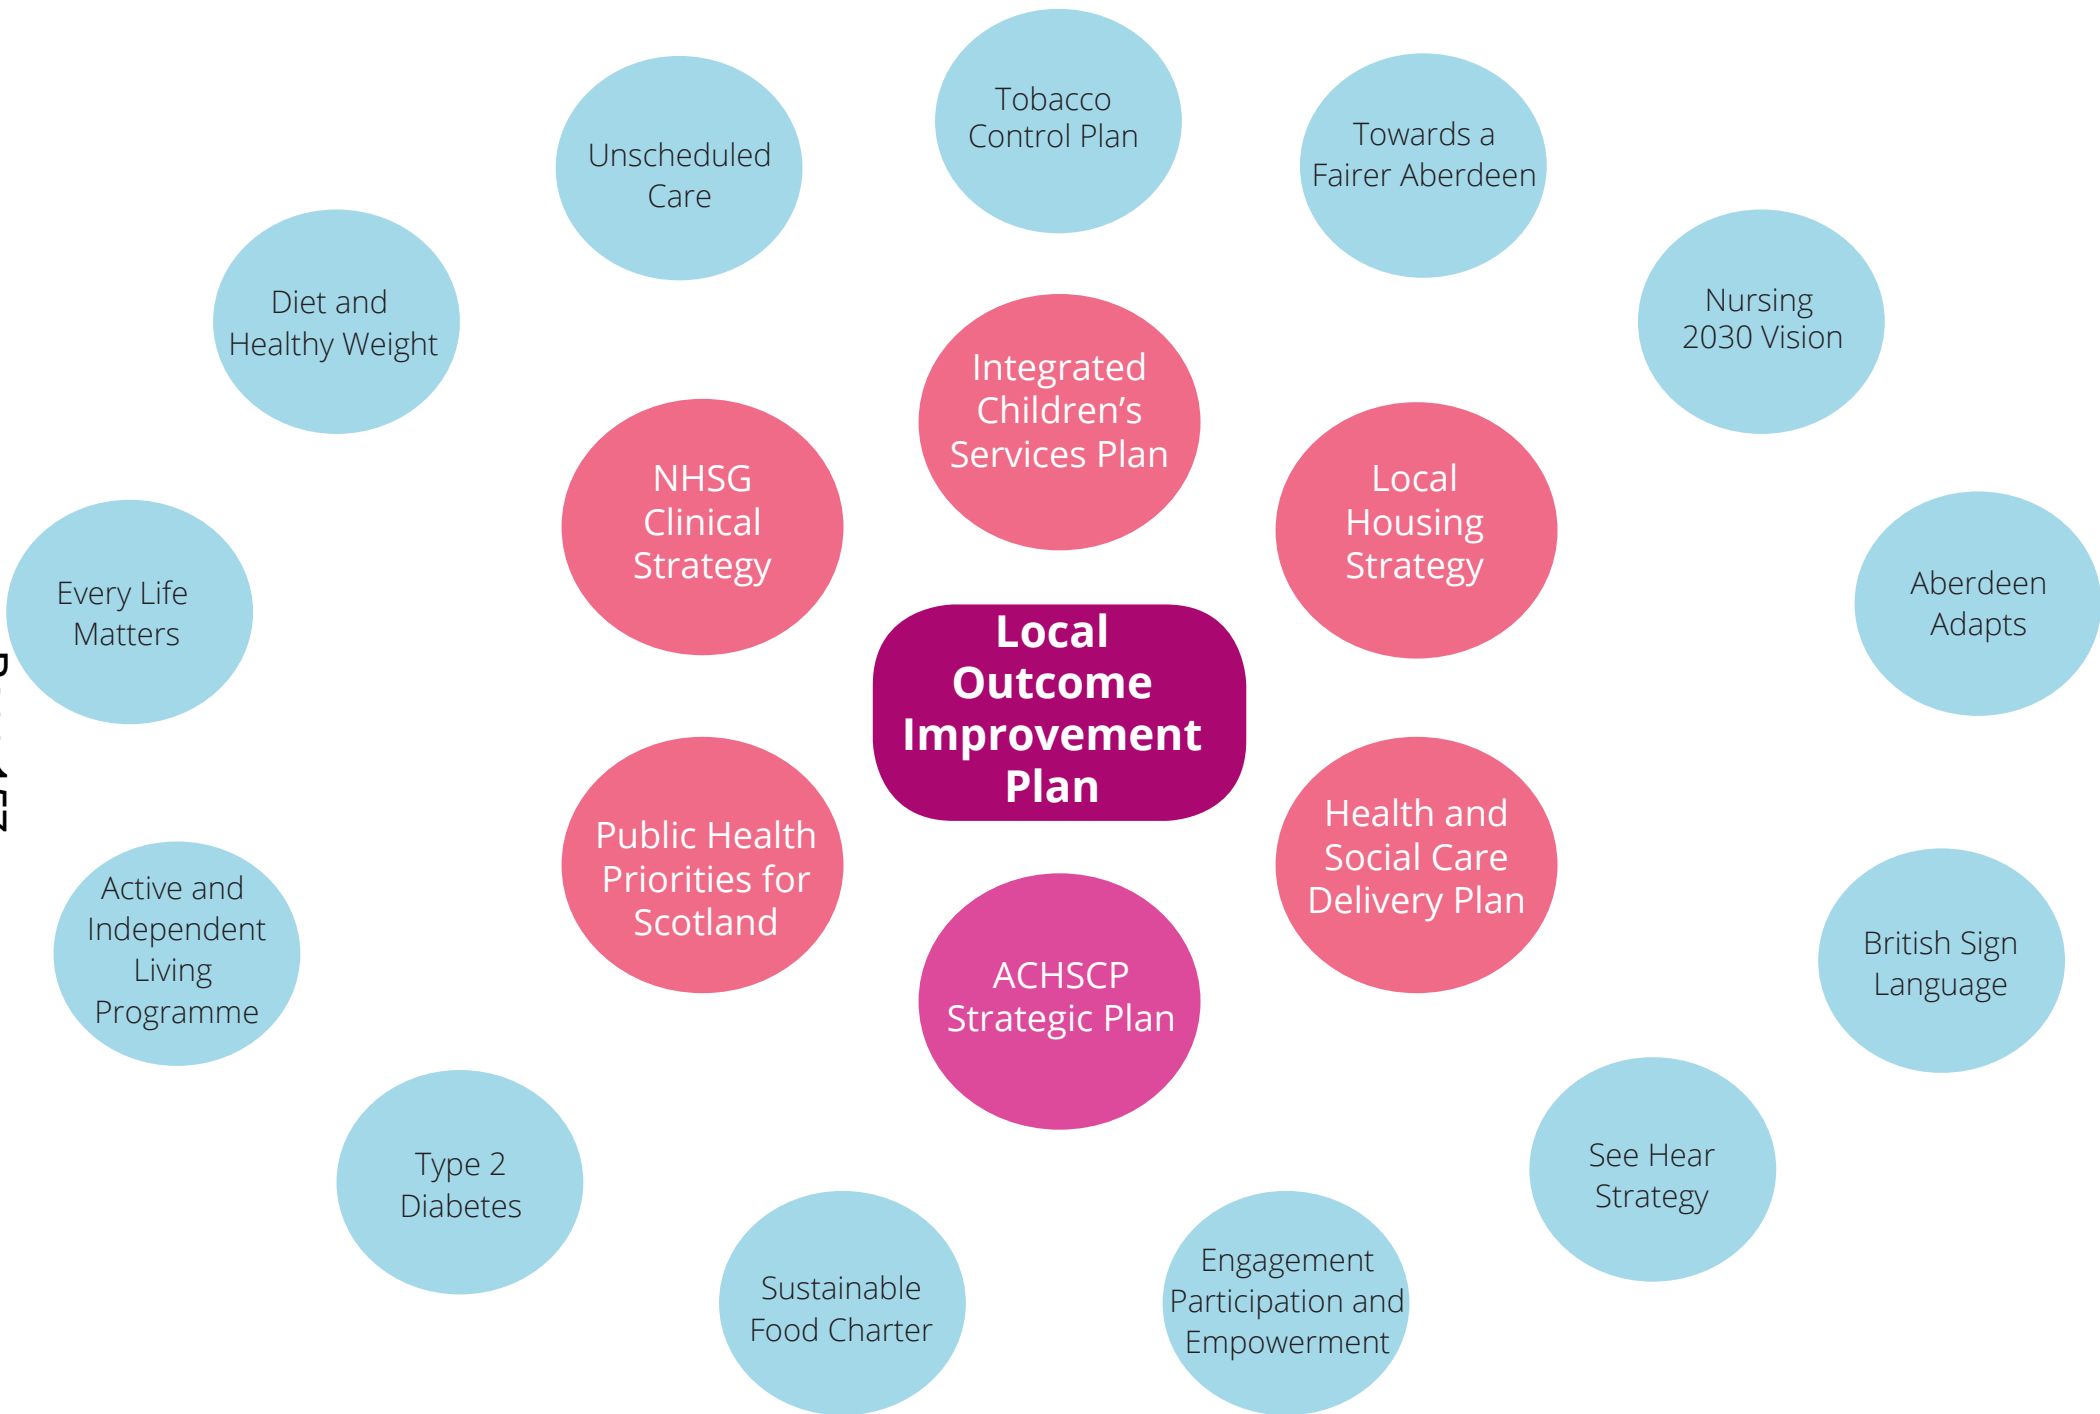 Tobacco
Control Plan
Unscheduled
Care
Towards a
Fairer Aberdeen
Diet and
Healthy Weight
Nursing
2030 Vision
Integrated
Children’s
Services Plan
NHSG
Clinical
Strategy
Local
Housing
Strategy
Every Life
Matters
Aberdeen
Adapts
Local
Outcome
Improvement
Plan
Public Health
Priorities for
Scotland
Health and
Social Care
Delivery Plan
Active and
Independent
Living
Programme
ACHSCP
Strategic Plan
British Sign
Language
Type 2
Diabetes
See Hear
Strategy
Sustainable
Food Charter
Engagement
Participation and
Empowerment